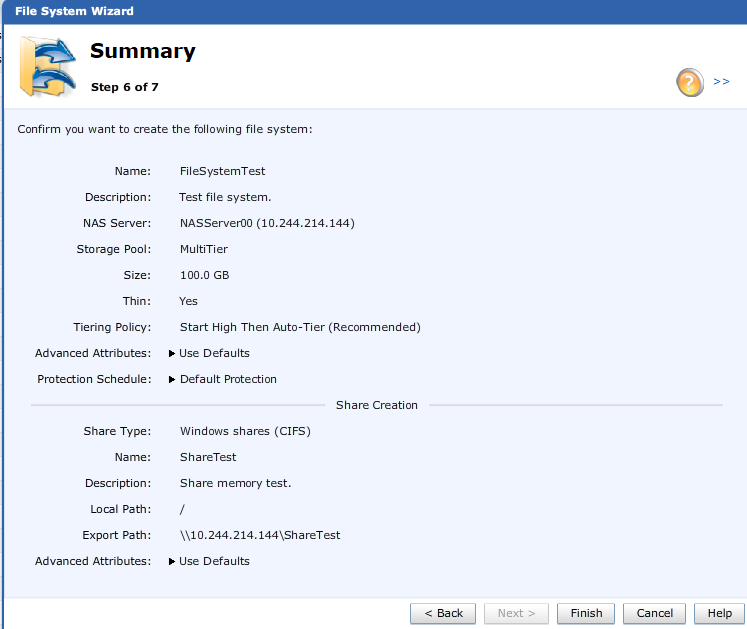 File System Wizard
Summary
Step 6 of 7
? >>
Confirm you want to create the following file system:
Name: FileSystemTest
Description: Test file system.
NAS Server: NASServer00 (10.244.214.144)
Storage Pool: MultiTier
Size: 100.0 GB
Thin: Yes
Tiering Policy: Start High Then Auto-Tier (Recommended)
Advanced Attributes: Use Defaults
Protection Schedule: Default Protection
Share Creation
Share Type: Windows shares (CIFS)
Name: ShareTest
Description: Share memory test.
Local Path: /
Export Path: \\10.244.214.144\ShareTest
Advanced Attributes: Use Defaults
< Back Next > Finish Cancel Help